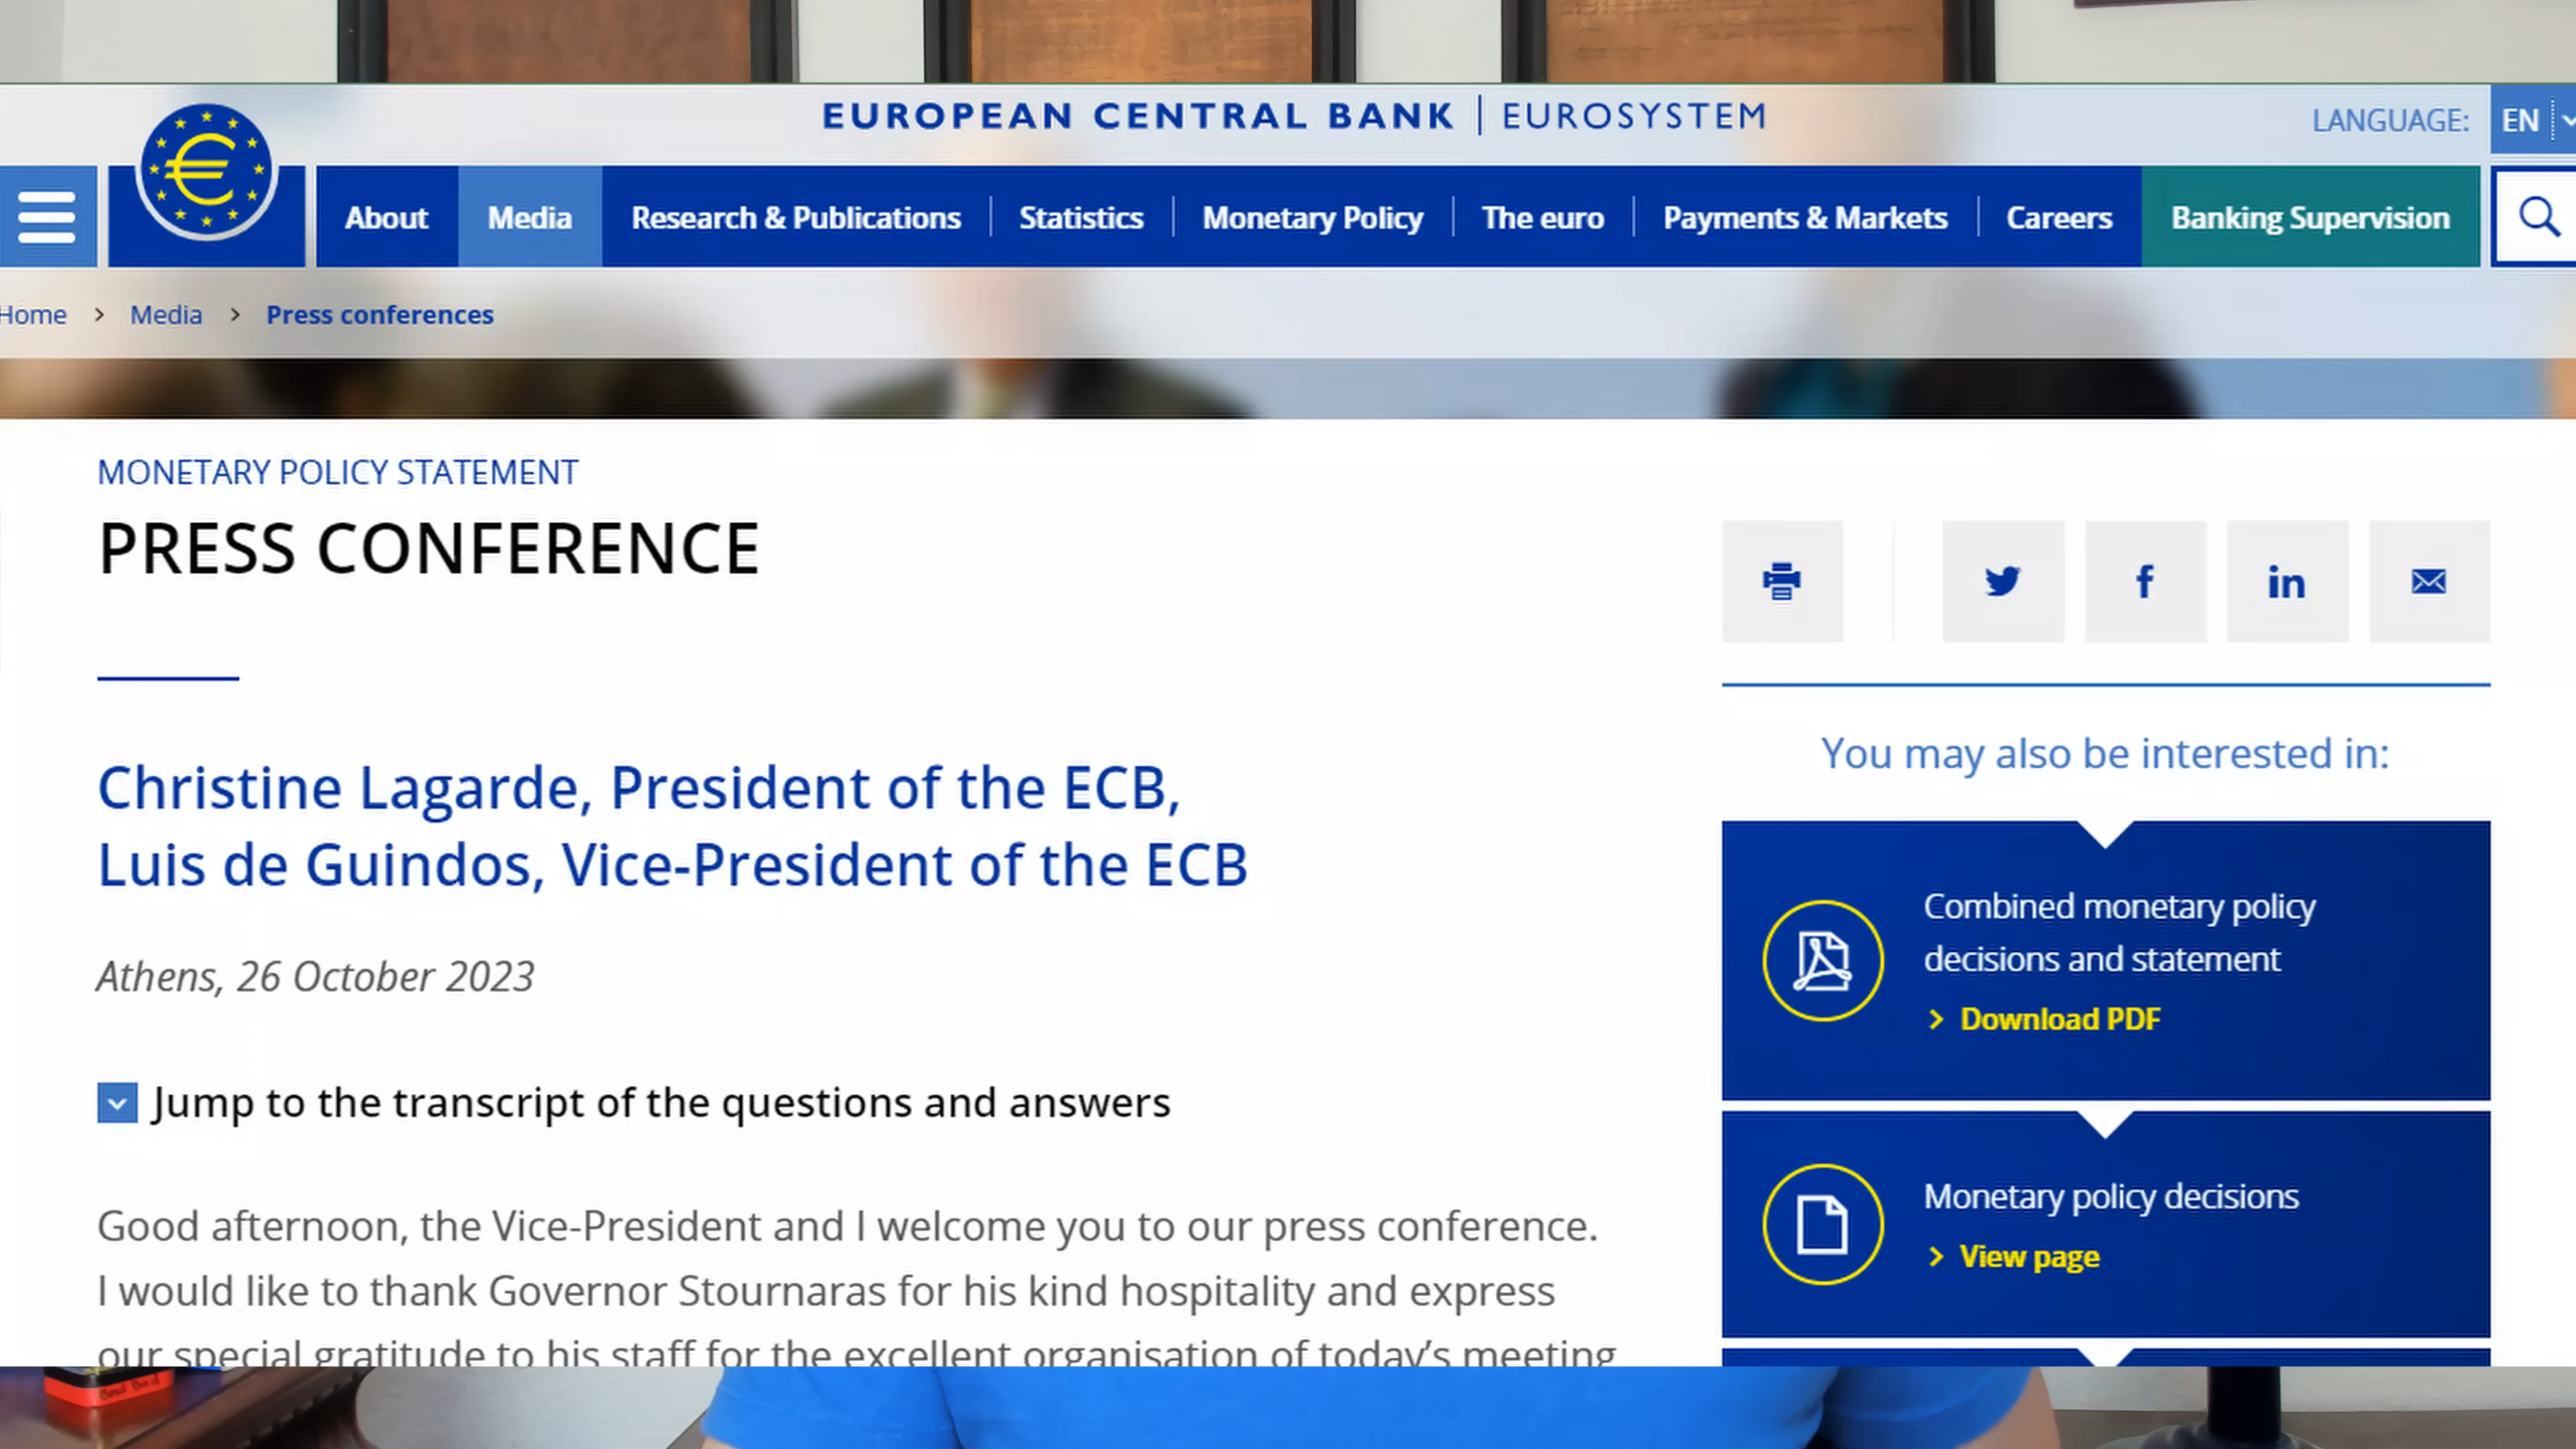 EUROPEAN CENTRAL BANK | EUROSYSTEM
LANGUAGE:
EN
About
Media
Research & Publications
Statistics
Monetary Policy
The euro
Payments & Markets
Careers
Banking Supervision
Home > Media > Press conferences
MONETARY POLICY STATEMENT
PRESS CONFERENCE
Christine Lagarde, President of the ECB,
Luis de Guindos, Vice-President of the ECB
Athens, 26 October 2023
Jump to the transcript of the questions and answers
Good afternoon, the Vice-President and I welcome you to our press conference.
I would like to thank Governor Stournaras for his kind hospitality and express
our special gratitude to his staff for the excellent organisation of today's meeting
You may also be interested in:
Combined monetary policy
decisions and statement
> Download PDF
Monetary policy decisions
> View page